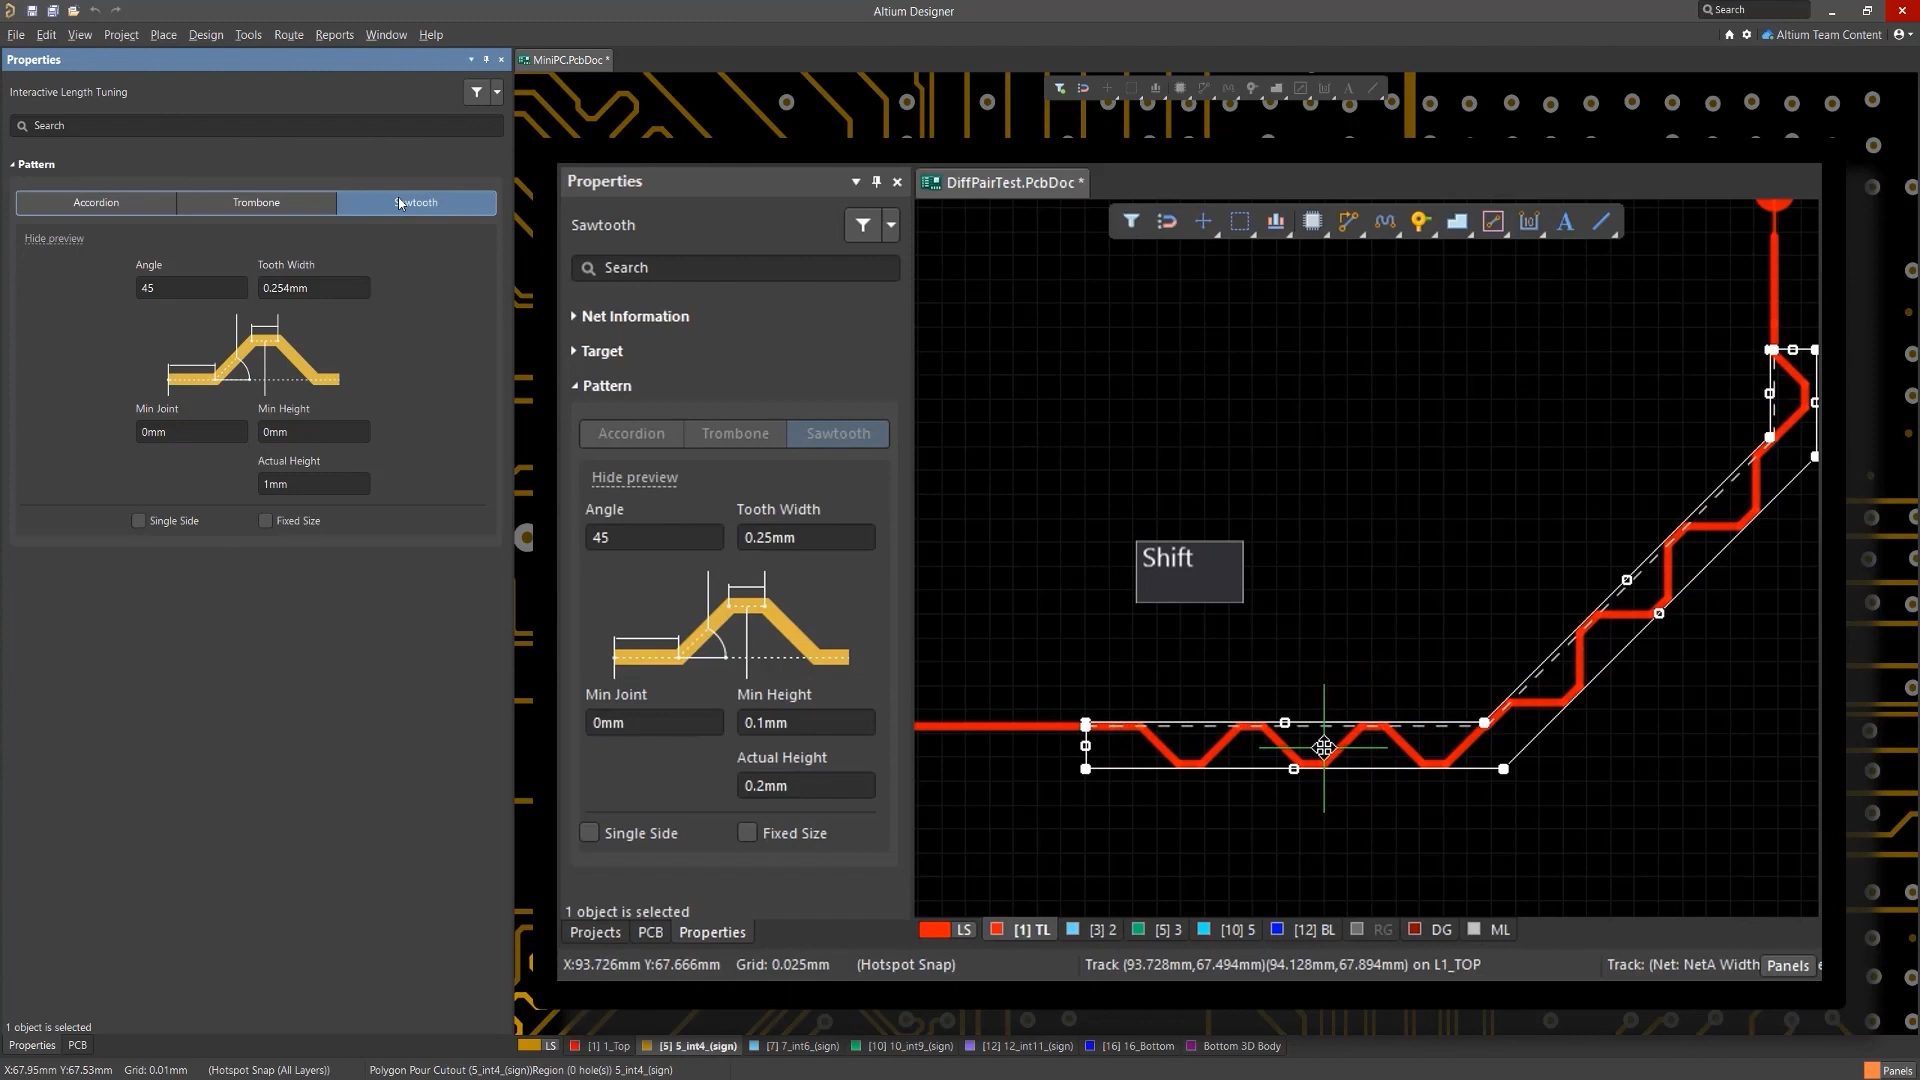 Altium Designer
Search
File Edit View Project Place Design Tools Route Reports Window Help
Altium Team Content
Properties
MiniPC.PcbDoc *
Interactive Length Tuning
Search
Pattern
Accordion Trombone Sawtooth
Hide preview
Angle Tooth Width
45 0.254mm
Min Joint Min Height
0mm 0mm
Actual Height
1mm
Single Side Fixed Size
Properties
DiffPairTest.PcbDoc *
Sawtooth
Search
Net Information
Target
Pattern
Accordion Trombone Sawtooth
Hide preview
Angle Tooth Width
45 0.25mm
Shift
Min Joint Min Height
0mm 0.1mm
Actual Height
0.2mm
Single Side Fixed Size
1 object is selected
Projects PCB Properties
LS [1] TL [3] 2 [5] 3 [10] 5 [12] BL RG DG ML
X:93.726mm Y:67.666mm Grid: 0.025mm (Hotspot Snap) Track (93.728mm,67.494mm)(94.128mm,67.894mm) on L1_TOP Track: (Net: NetA Width Panels
1 object is selected
Properties PCB
LS [1] 1_Top [5] 5_int4_(sign) [7] 7_int6_(sign) [10] 10_int9_(sign) [12] 12_int11_(sign) [16] 16_Bottom Bottom 3D Body
X:67.95mm Y:67.53mm Grid: 0.01mm (Hotspot Snap (All Layers)) Polygon Pour Cutout (5_int4_(sign))Region (0 hole(s)) 5_int4_(sign) Panels